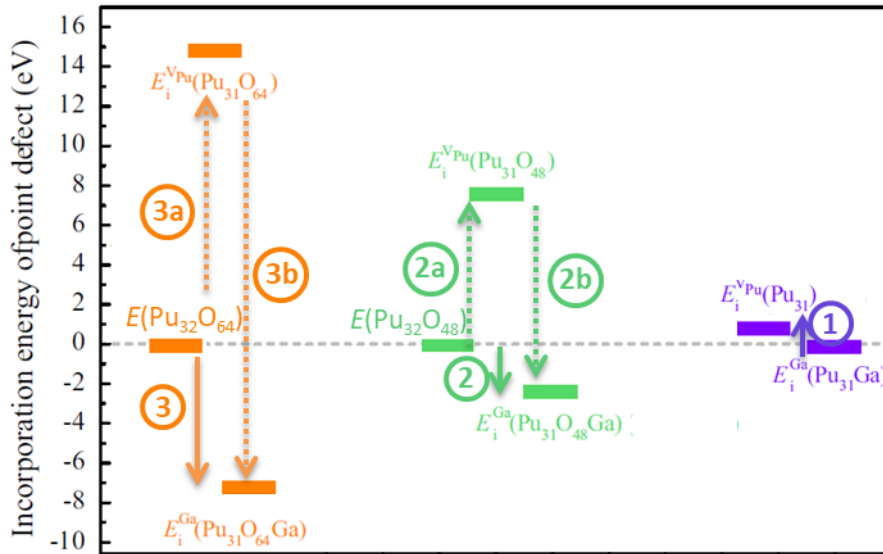 Incorporation energy ofpoint defect (eV)
16
14
12
10
8
6
4
2
0
-2
-4
-6
-8
-10
E_i^VPu(Pu31O64)
3a
3b
E(Pu32O64)
3
E_i^Ga(Pu31O64Ga)
E_i^VPu(Pu31O48)
2a
2b
E(Pu32O48)
2
E_i^Ga(Pu31O48Ga)
E_i^VPu(Pu31)
1
E_i^Ga(Pu31Ga)